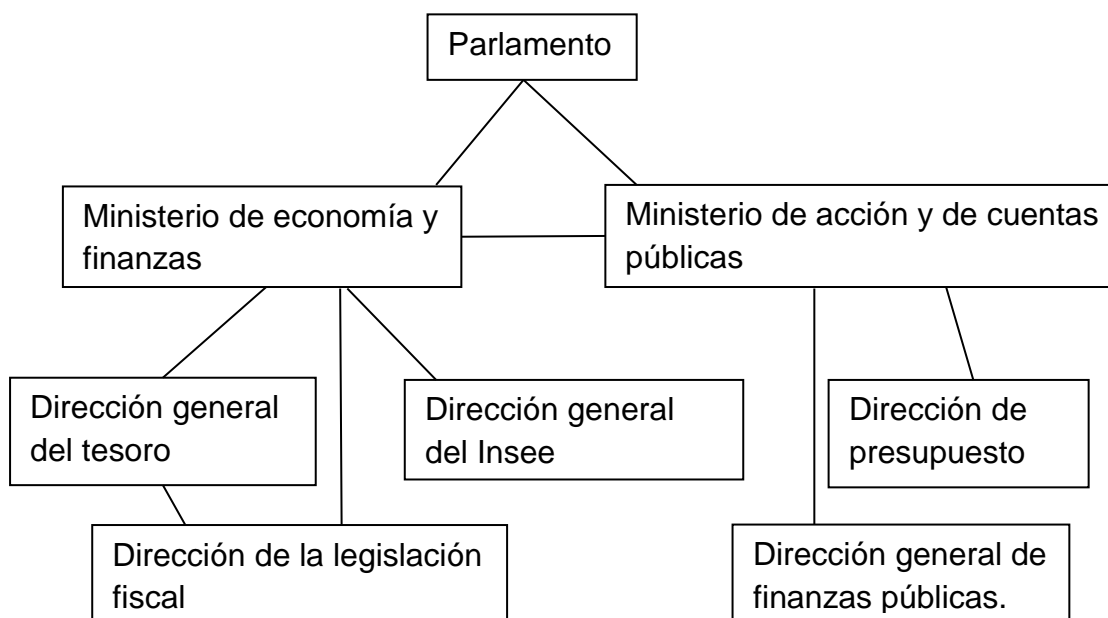 Parlamento
Ministerio de economía y
finanzas
Ministerio de acción y de cuentas
públicas
Dirección general
del tesoro
Dirección general
del Insee
Dirección de
presupuesto
Dirección de la legislación
fiscal
Dirección general de
finanzas públicas.